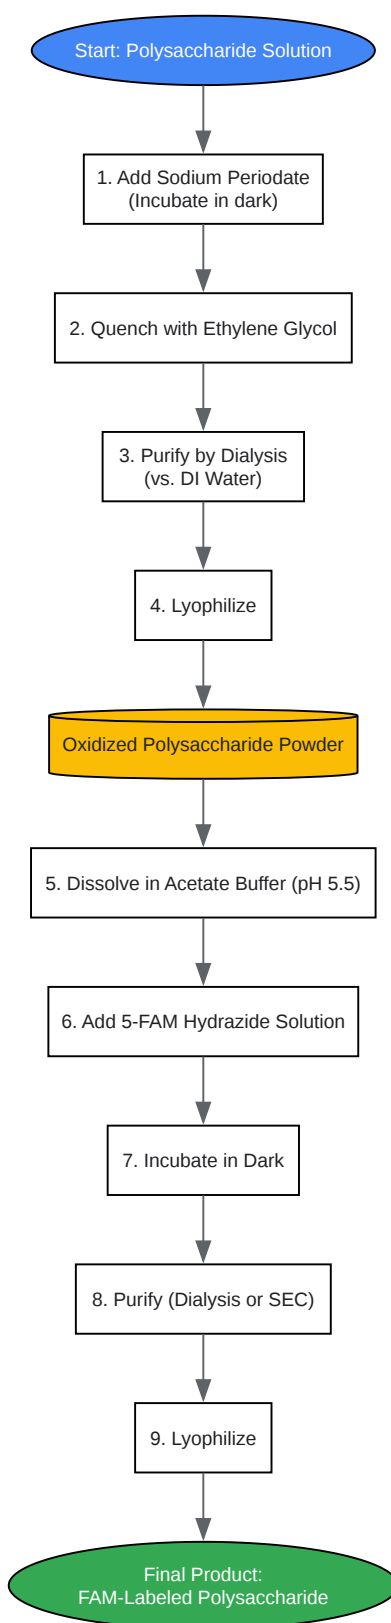 Start: Polysaccharide Solution
1. Add Sodium Periodate
(Incubate in dark)
2. Quench with Ethylene Glycol
3. Purify by Dialysis
(vs. DI Water)
4. Lyophilize
Oxidized Polysaccharide Powder
5. Dissolve in Acetate Buffer (pH 5.5)
6. Add 5-FAM Hydrazide Solution
7. Incubate in Dark
8. Purify (Dialysis or SEC)
9. Lyophilize
Final Product:
FAM-Labeled Polysaccharide